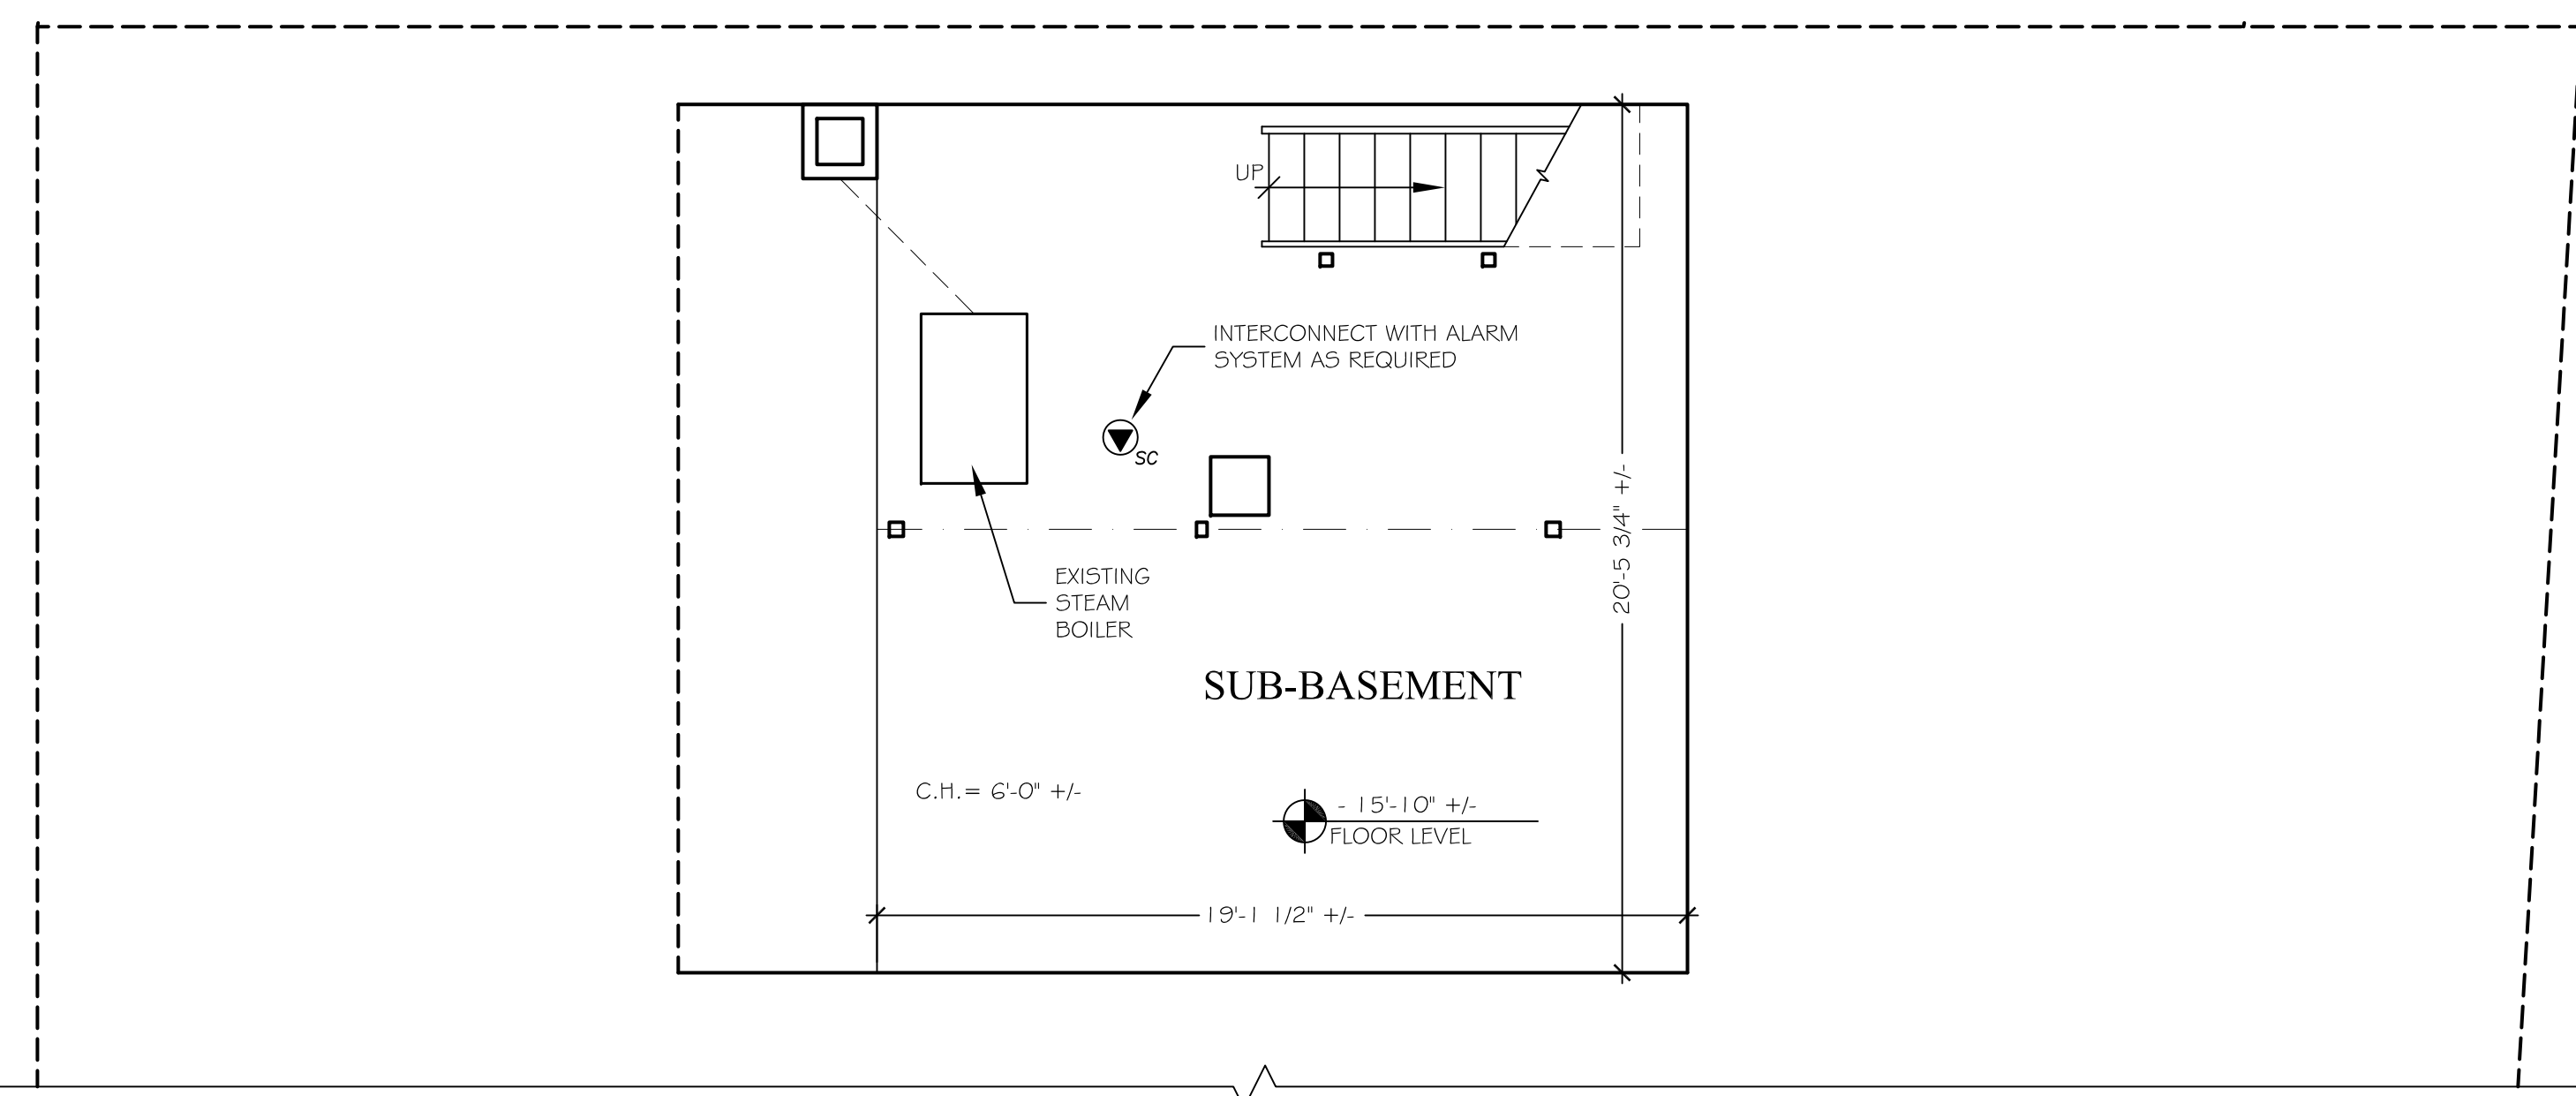 UP
INTERCONNECT WITH ALARM
SYSTEM AS REQUIRED
SC
20'-5 3/4" +/-
EXISTING
STEAM
BOILER
SUB-BASEMENT
C.H.= 6'-0" +/-
- 15'-10" +/-
FLOOR LEVEL
19'-1 1/2" +/-